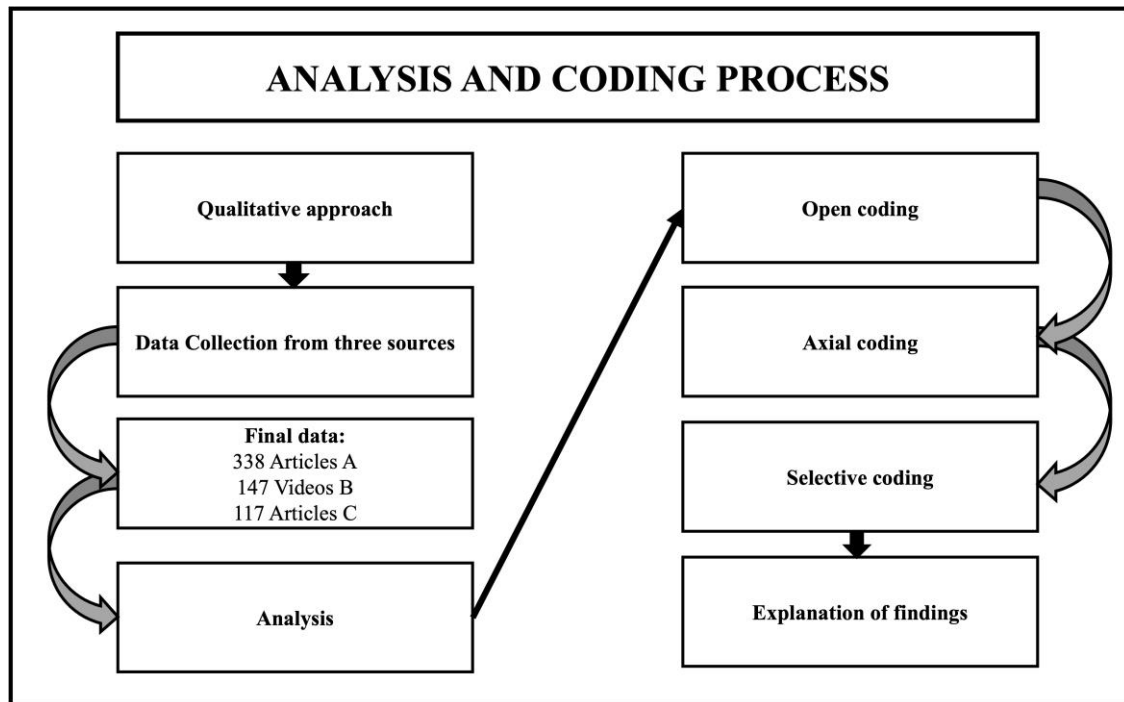 ANALYSIS AND CODING PROCESS
Qualitative approach
Data Collection from three sources
Final data:
338 Articles A
147 Videos B
117 Articles C
Analysis
Open coding
Axial coding
Selective coding
Explanation of findings